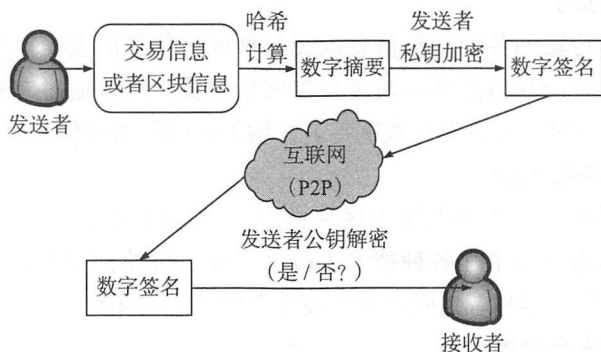 发送者
交易信息
或者区块信息
哈希
计算
数字摘要
发送者
私钥加密
数字签名
互联网
（P2P）
发送者公钥解密
（是/否？）
数字签名
接收者